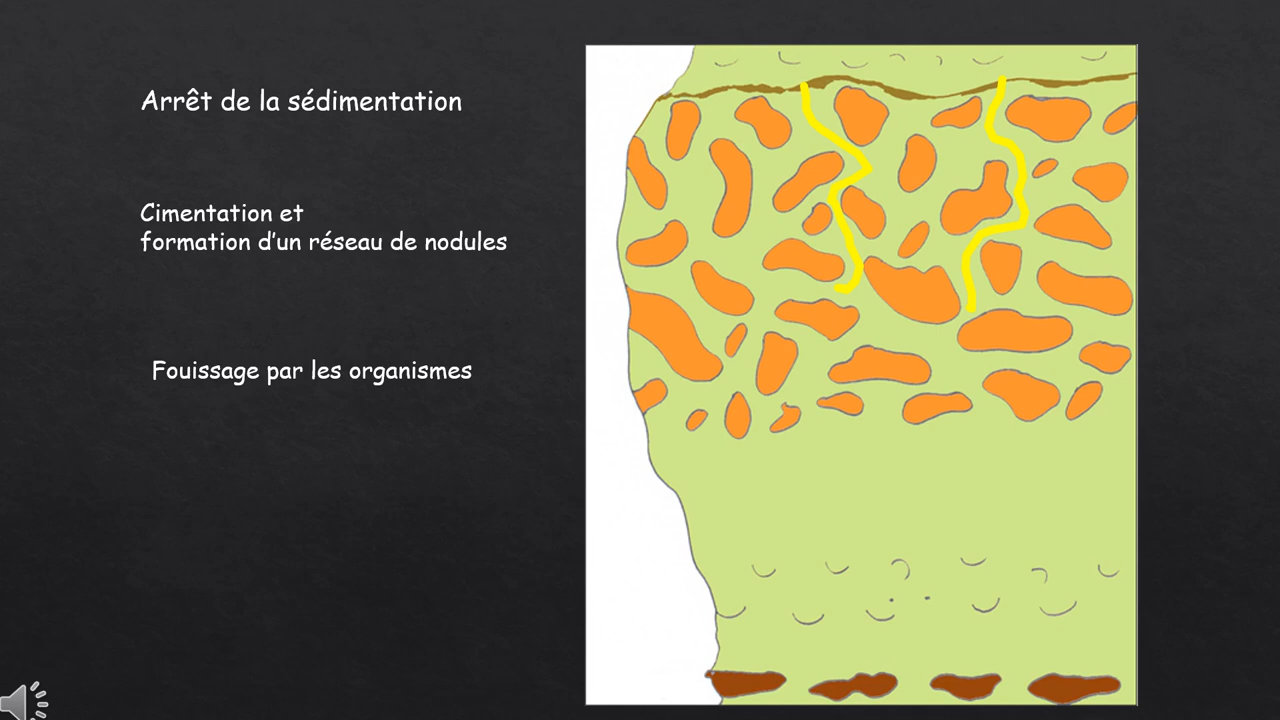 Arrêt de la sédimentation
Cimentation et
formation d'un réseau de nodules
Fouissage par les organismes